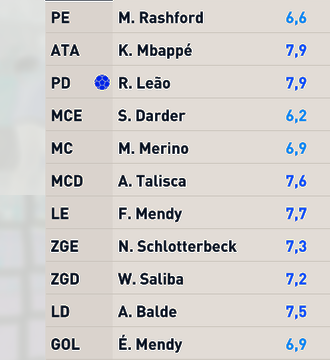 PE M. Rashford 6,6
ATA K. Mbappé 7,9
PD R. Leão 7,9
MCE S. Darder 6,2
MC M. Merino 6,9
MCD A. Talisca 7,6
LE F. Mendy 7,7
ZGE N. Schlotterbeck 7,3
ZGD W. Saliba 7,2
LD A. Balde 7,5
GOL É. Mendy 6,9